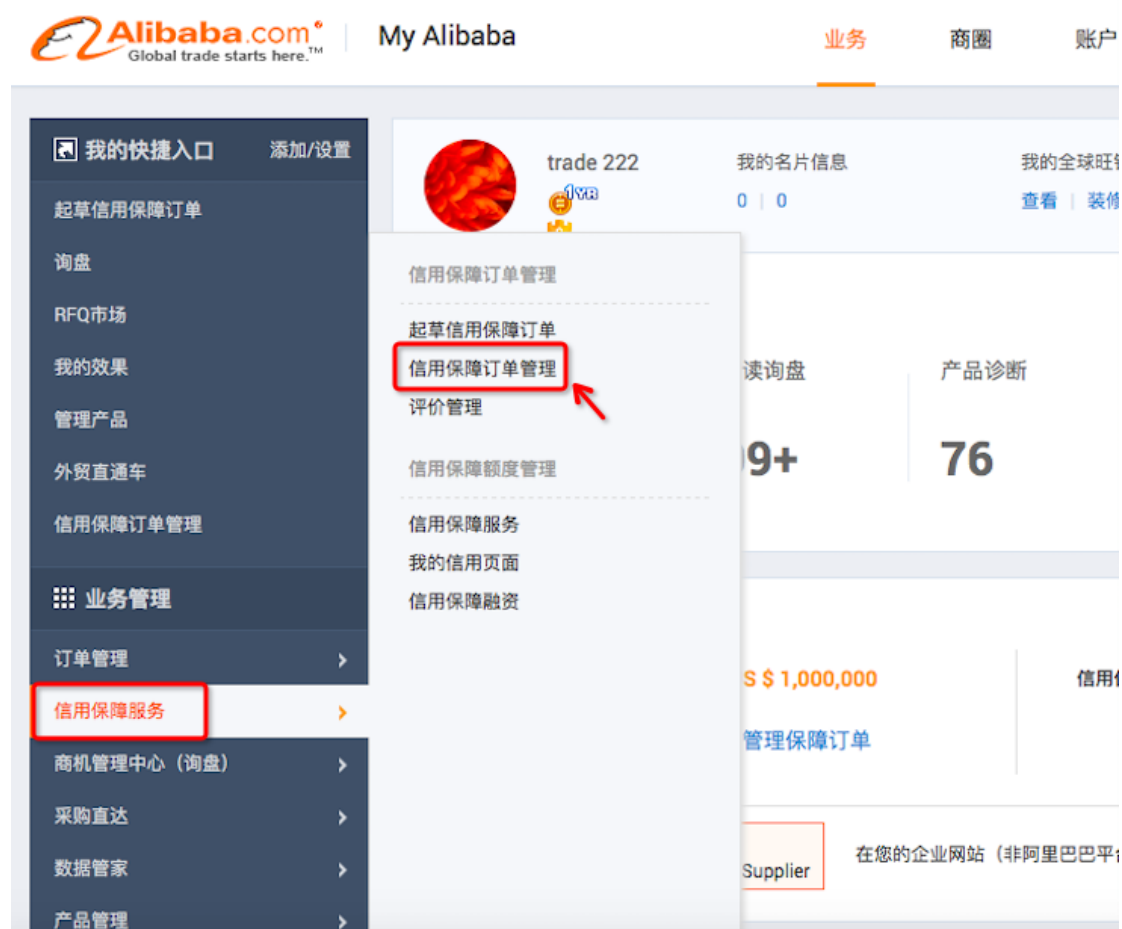 Alibaba.com
Global trade starts here.™
My Alibaba
业务
商圈
账户
我的快捷入口
添加/设置
起草信用保障订单
询盘
RFQ市场
我的效果
管理产品
外贸直通车
信用保障订单管理
业务管理
订单管理
信用保障服务
商机管理中心（询盘）
采购直达
数据管家
产品管理
trade 222
1YR
我的名片信息
0 | 0
我的全球旺
查看 | 装修
信用保障订单管理
起草信用保障订单
信用保障订单管理
评价管理
信用保障额度管理
信用保障服务
我的信用页面
信用保障融资
读询盘
9+
产品诊断
76
S $ 1,000,000
管理保障订单
信用
Supplier
在您的企业网站（非阿里巴巴平